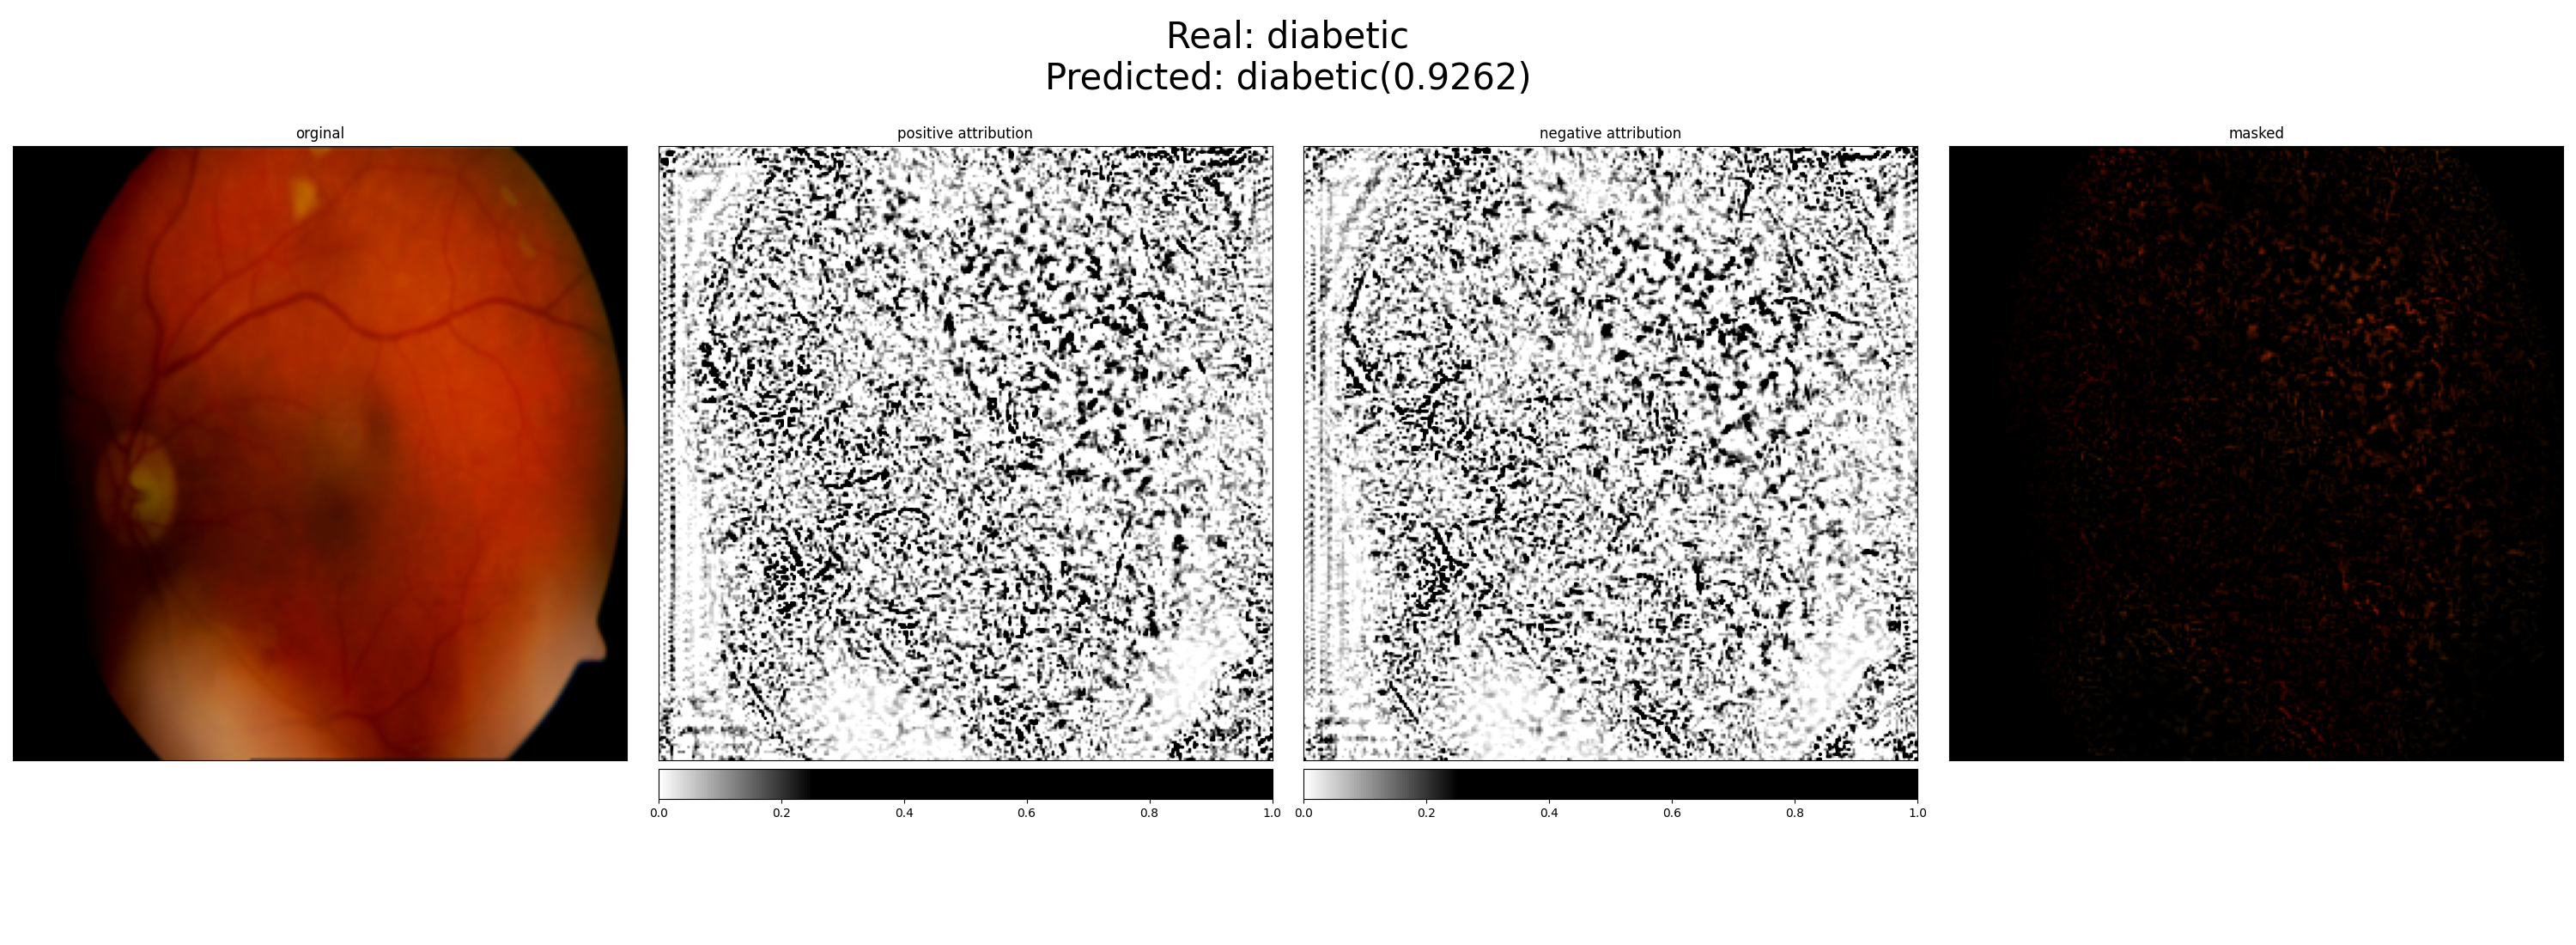 Real: diabetic
Predicted: diabetic(0.9262)
orginal
positive attribution
negative attribution
masked
0.0 0.2 0.4 0.6 0.8 1.0
0.0 0.2 0.4 0.6 0.8 1.0